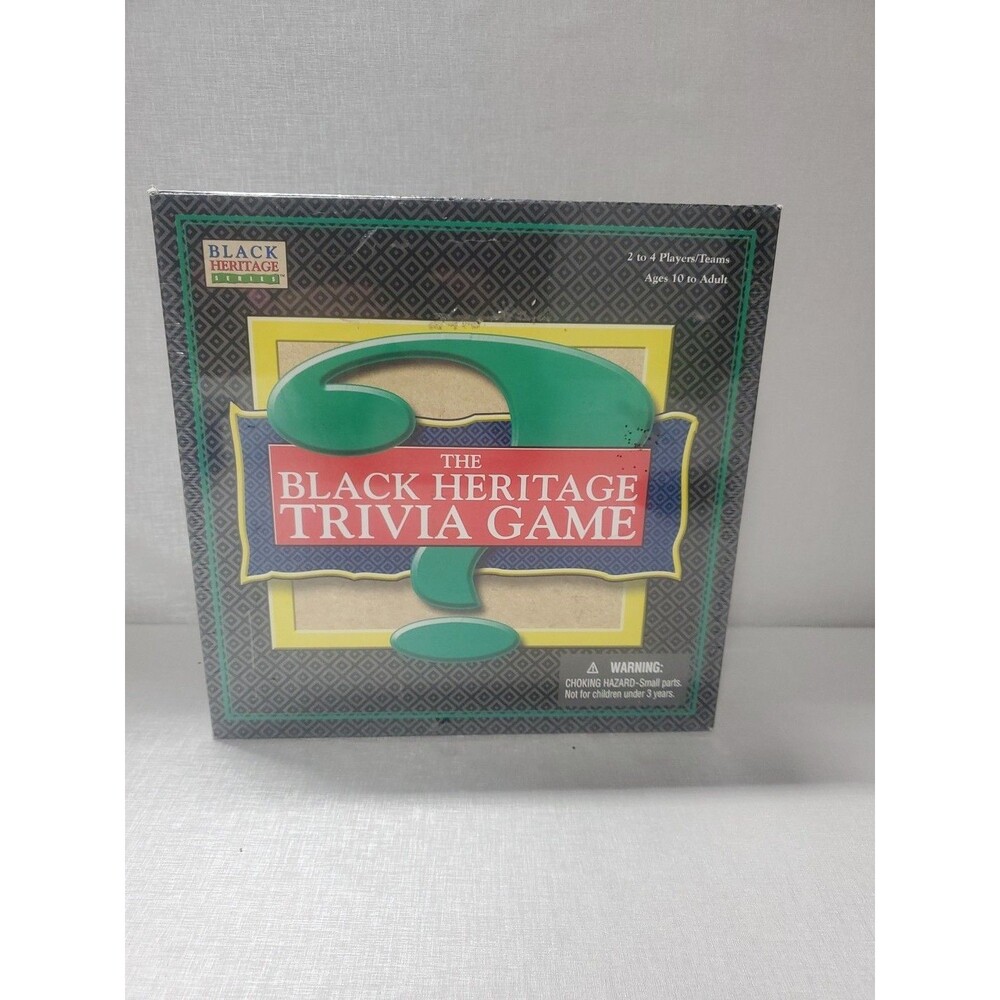 BLACK
HERITAGE
SERIES™
2 to 4 Players/Teams
Ages 10 to Adult
THE
BLACK HERITAGE
TRIVIA GAME
⚠ WARNING:
CHOKING HAZARD-Small parts.
Not for children under 3 years.